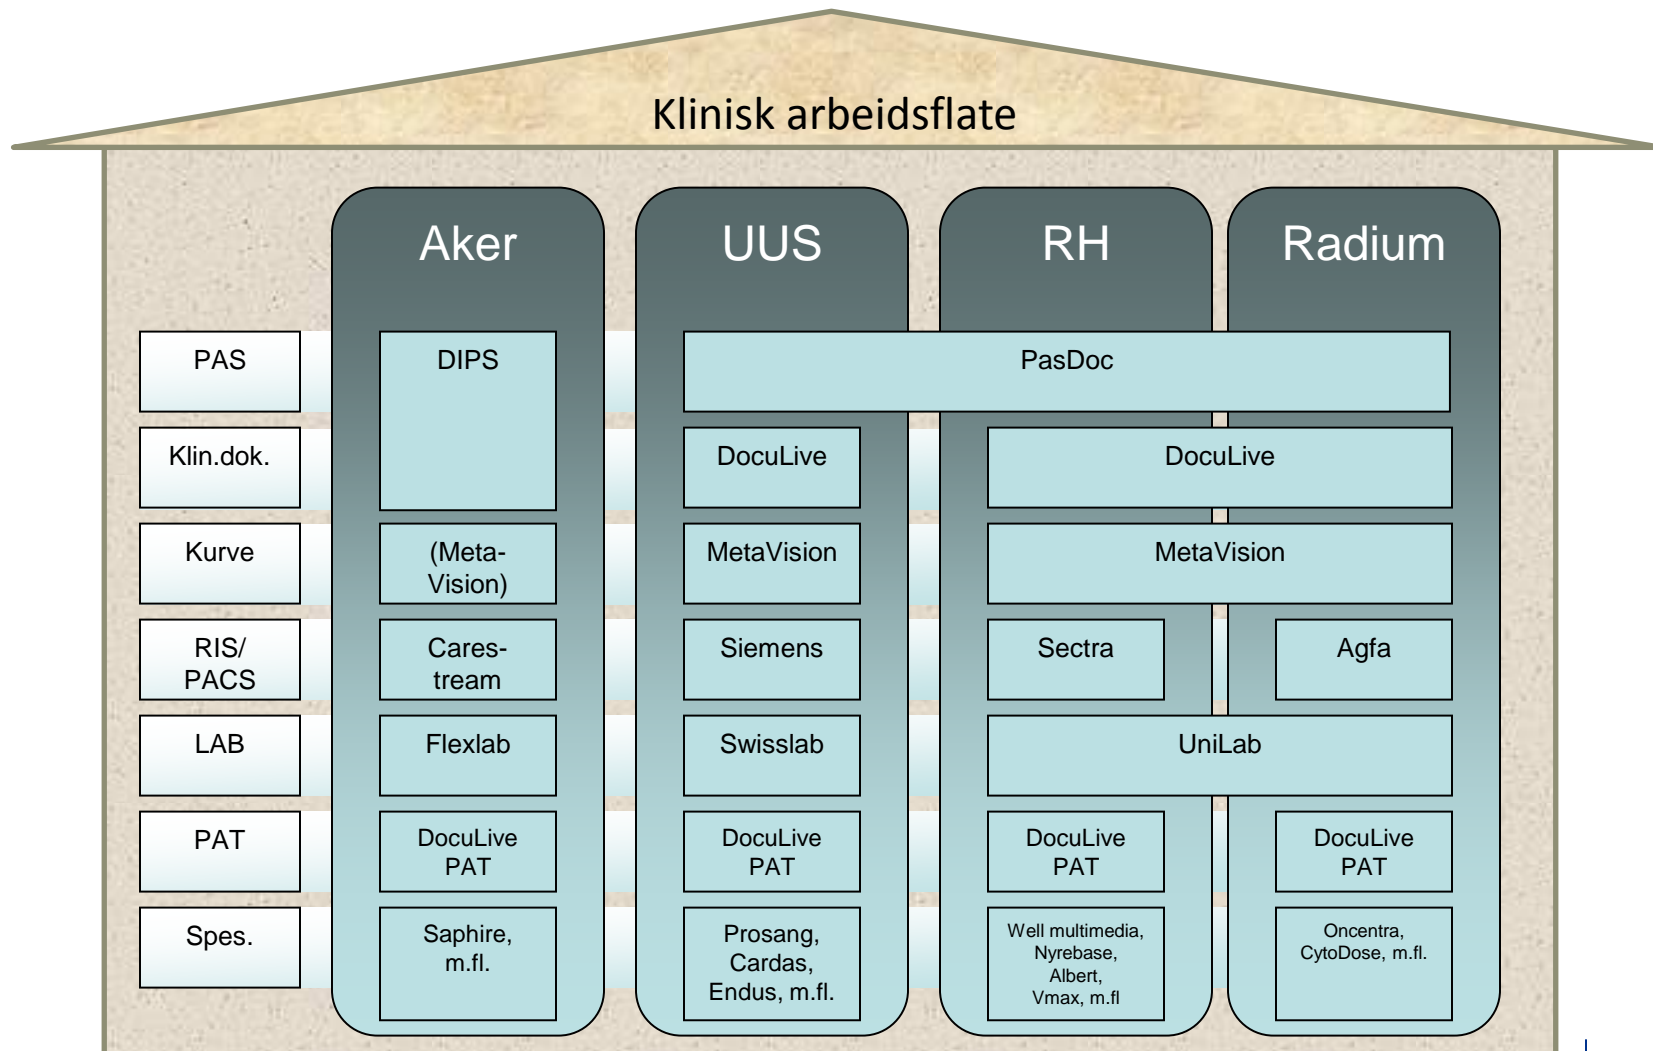 Klinisk arbeidsflate
Aker
UUS
RH
Radium
PAS
DIPS
PasDoc
Klin.dok.
DocuLive
DocuLive
Kurve
(Meta-
Vision)
MetaVision
MetaVision
RIS/
PACS
Cares-
tream
Siemens
Sectra
Agfa
LAB
Flexlab
Swisslab
UniLab
PAT
DocuLive
PAT
DocuLive
PAT
DocuLive
PAT
DocuLive
PAT
Spes.
Saphire,
m.fl.
Prosang,
Cardas,
Endus, m.fl.
Well multimedia,
Nyrebase,
Albert,
Vmax, m.fl
Oncentra,
CytoDose, m.fl.